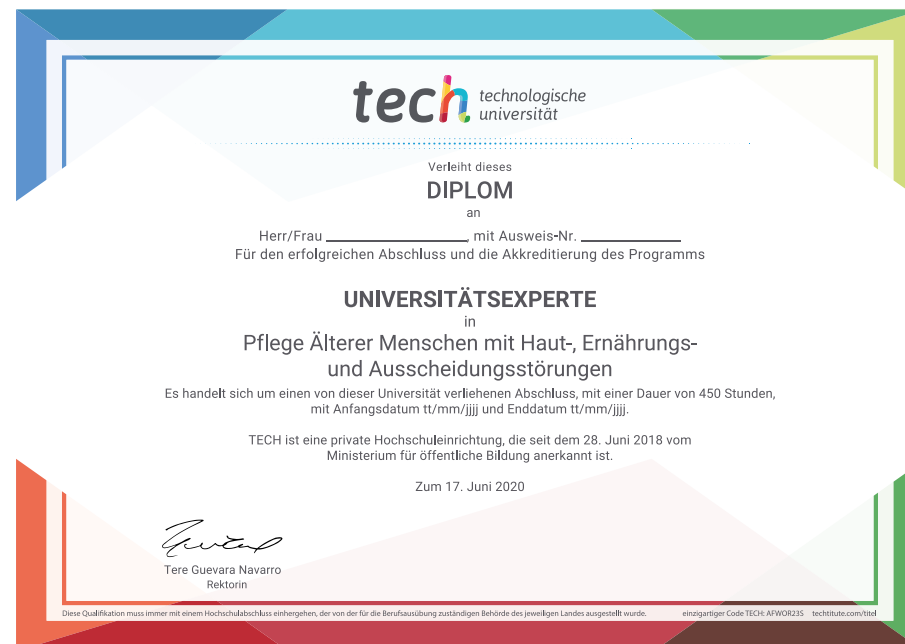 tech technologische
universität
Verleiht dieses
DIPLOM
an
Herr/Frau ____________________, mit Ausweis-Nr. ______________
Für den erfolgreichen Abschluss und die Akkreditierung des Programms
UNIVERSITÄTSEXPERTE
in
Pflege Älterer Menschen mit Haut-, Ernährungs-
und Ausscheidungsstörungen
Es handelt sich um einen von dieser Universität verliehenen Abschluss, mit einer Dauer von 450 Stunden,
mit Anfangsdatum tt/mm/jjjj und Enddatum tt/mm/jjjj.
TECH ist eine private Hochschuleinrichtung, die seit dem 28. Juni 2018 vom
Ministerium für öffentliche Bildung anerkannt ist.
Zum 17. Juni 2020
Tere Guevara Navarro
Rektorin
Diese Qualifikation muss immer mit einem Hochschulabschluss einhergehen, der von der für die Berufsausübung zuständigen Behörde des jeweiligen Landes ausgestellt wurde. einzigartiger Code TECH: AFWOR23S techtitute.com/titel